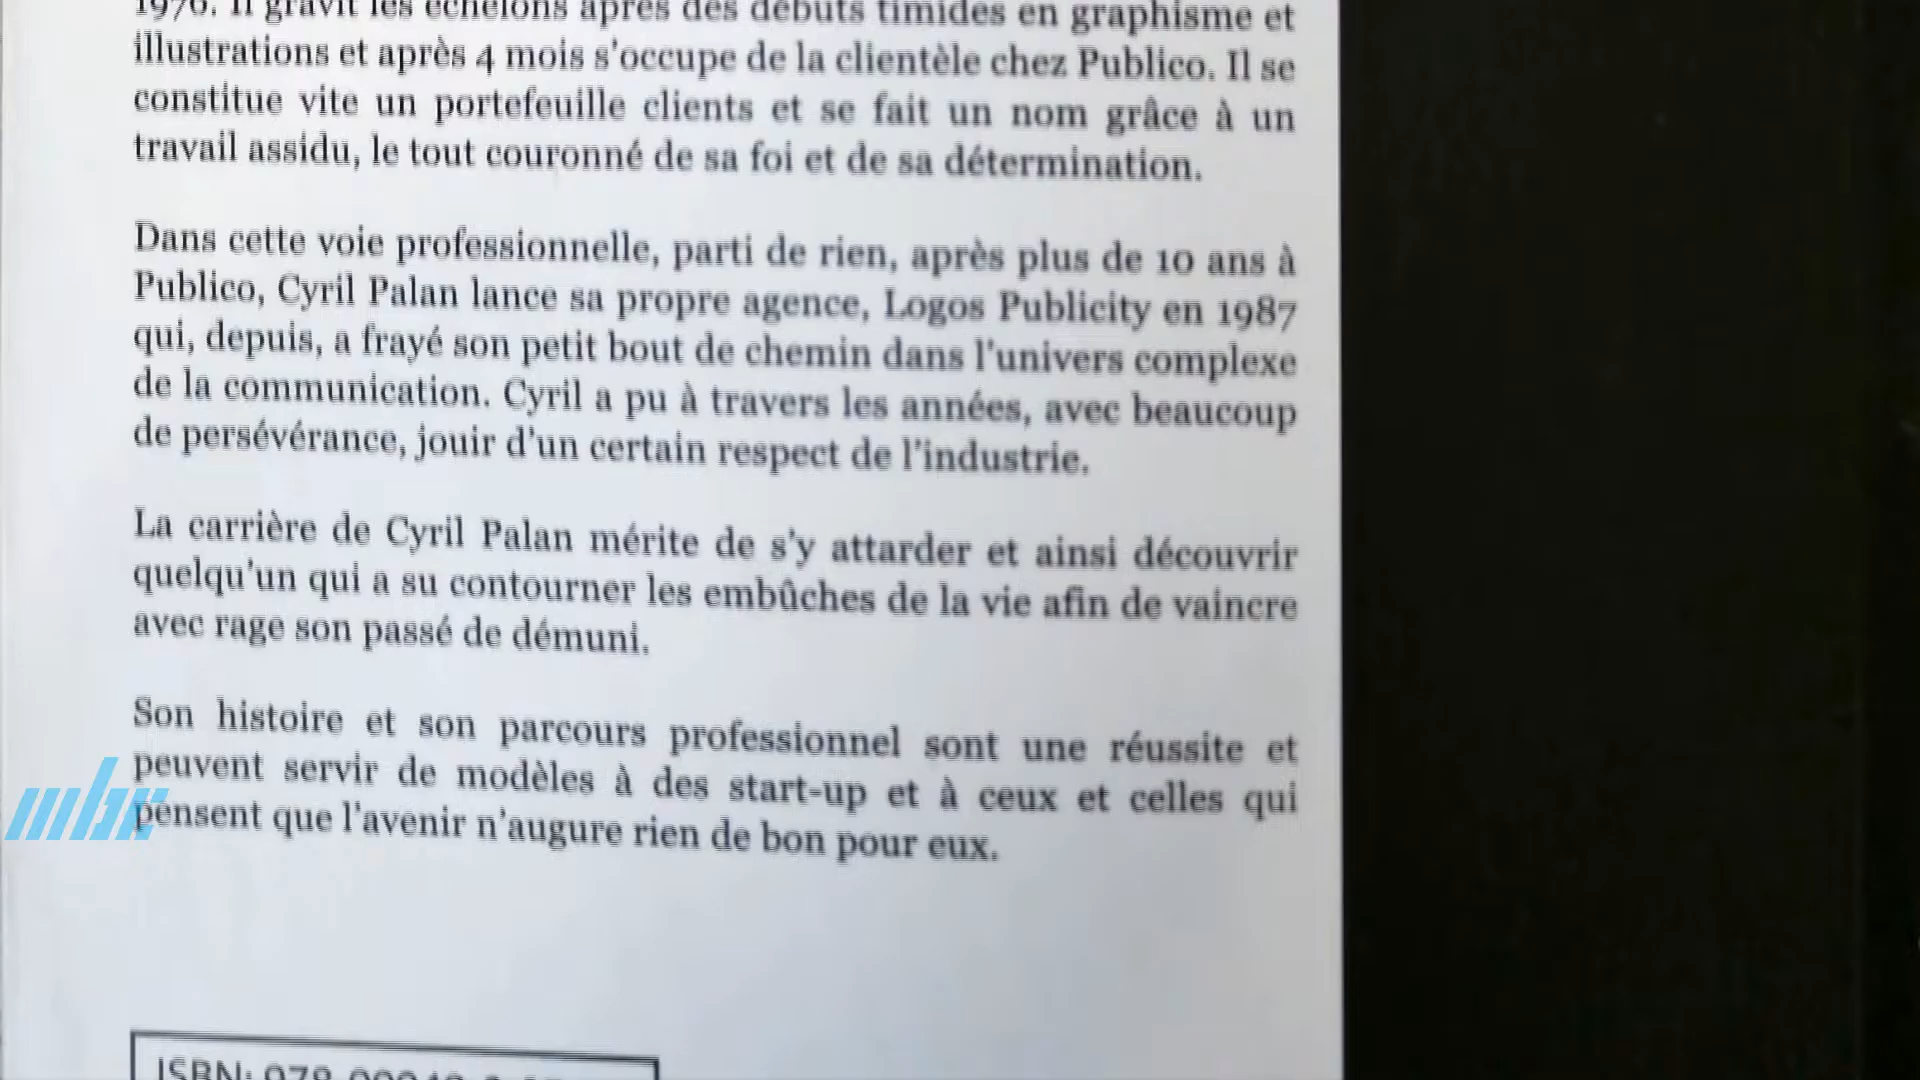 1976. Il gravit les échelons après des débuts timides en graphisme et
illustrations et après 4 mois s'occupe de la clientèle chez Publico. Il se
constitue vite un portefeuille clients et se fait un nom grâce à un
travail assidu, le tout couronné de sa foi et de sa détermination.
Dans cette voie professionnelle, parti de rien, après plus de 10 ans à
Publico, Cyril Palan lance sa propre agence, Logos Publicity en 1987
qui, depuis, a frayé son petit bout de chemin dans l'univers complexe
de la communication. Cyril a pu à travers les années, avec beaucoup
de persévérance, jouir d'un certain respect de l'industrie.
La carrière de Cyril Palan mérite de s'y attarder et ainsi découvrir
quelqu'un qui a su contourner les embûches de la vie afin de vaincre
avec rage son passé de démuni.
Son histoire et son parcours professionnel sont une réussite et
peuvent servir de modèles à des start-up et à ceux et celles qui
pensent que l'avenir n'augure rien de bon pour eux.
mbc
ISBN: 978